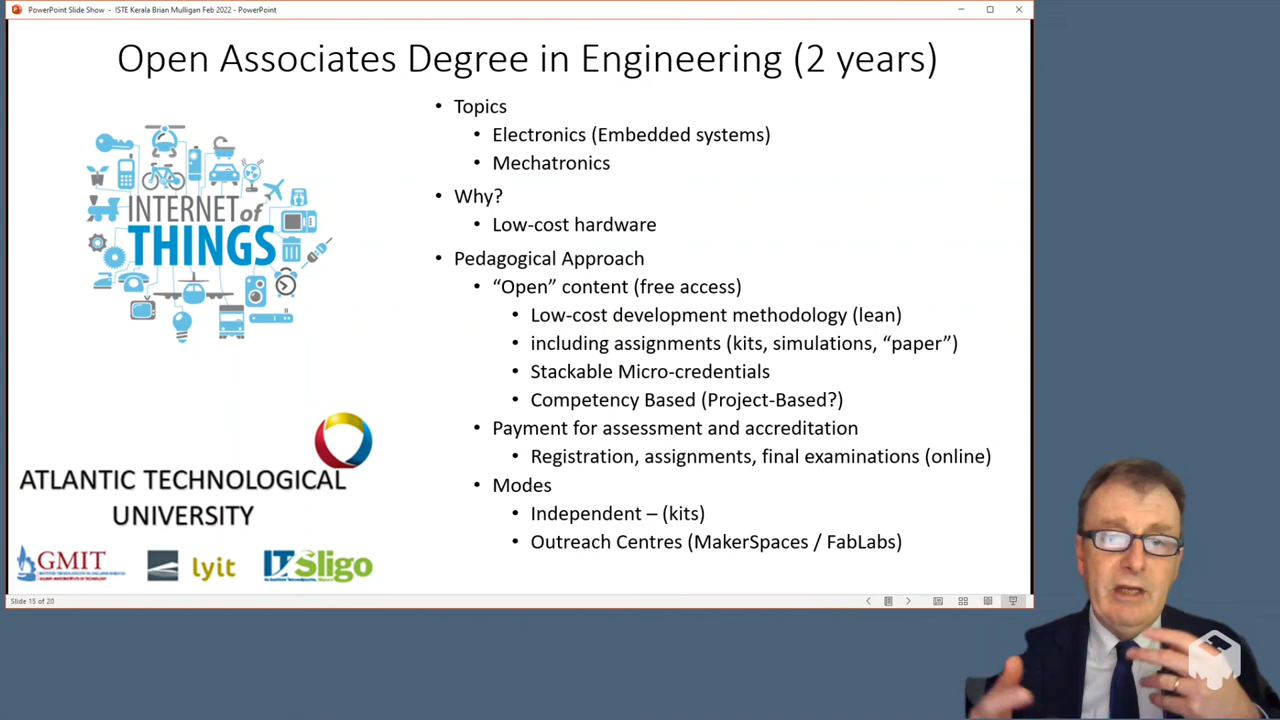 PowerPoint Slide Show - ISTE Kerala Brian Mulligan Feb 2022 - PowerPoint
Open Associates Degree in Engineering (2 years)
INTERNET of
THINGS
• Topics
• Electronics (Embedded systems)
• Mechatronics
• Why?
• Low-cost hardware
• Pedagogical Approach
• “Open” content (free access)
• Low-cost development methodology (lean)
• including assignments (kits, simulations, “paper”)
• Stackable Micro-credentials
• Competency Based (Project-Based?)
• Payment for assessment and accreditation
• Registration, assignments, final examinations (online)
• Modes
• Independent – (kits)
• Outreach Centres (MakerSpaces / FabLabs)
ATLANTIC TECHNOLOGICAL
UNIVERSITY
GMIT
lyit
IT Sligo
Slide 15 of 20